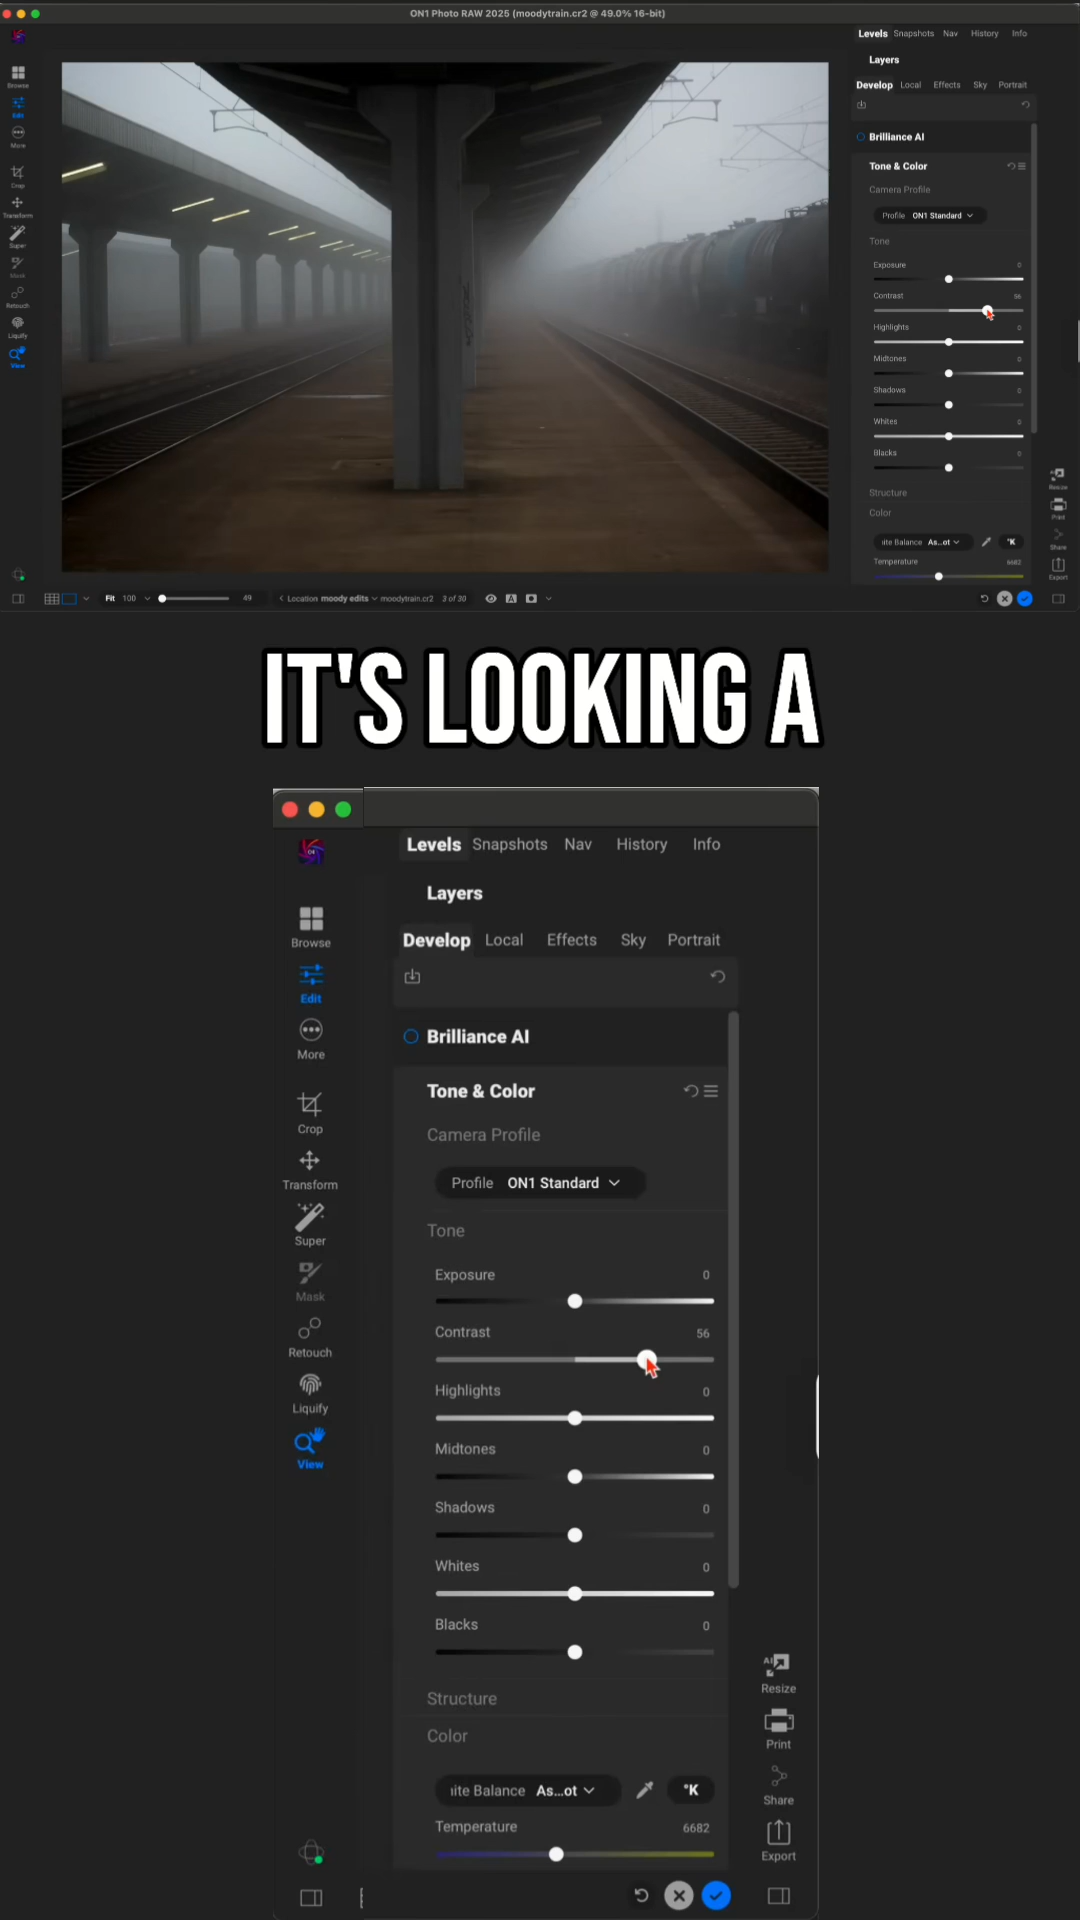 ON1 Photo RAW 2025 (moodytrain.cr2 @ 49.0% 16-bit)
Levels Snapshots Nav History Info
Layers
Browse
Develop Local Effects Sky Portrait
Edit
More
Brilliance AI
Tone & Color
Crop
Camera Profile
Transform
Profile ON1 Standard
Super
Tone
Mask
Exposure 0
Retouch
Contrast 56
Liquify
Highlights 0
View
Midtones 0
Shadows 0
Whites 0
Blacks 0
Resize
Structure
Print
Color
ite Balance As...ot °K
Share
Temperature 6682
Export
Fit 100 49 Location moody edits moodytrain.cr2 3 of 30
IT'S LOOKING A
Levels Snapshots Nav History Info
Layers
Browse
Develop Local Effects Sky Portrait
Edit
Brilliance AI
More
Tone & Color
Crop
Camera Profile
Transform
Profile ON1 Standard
Super
Tone
Exposure 0
Mask
Contrast 56
Retouch
Highlights 0
Liquify
Midtones 0
View
Shadows 0
Whites 0
Blacks 0
Resize
Structure
Color
Print
ite Balance As...ot °K
Share
Temperature 6682
Export